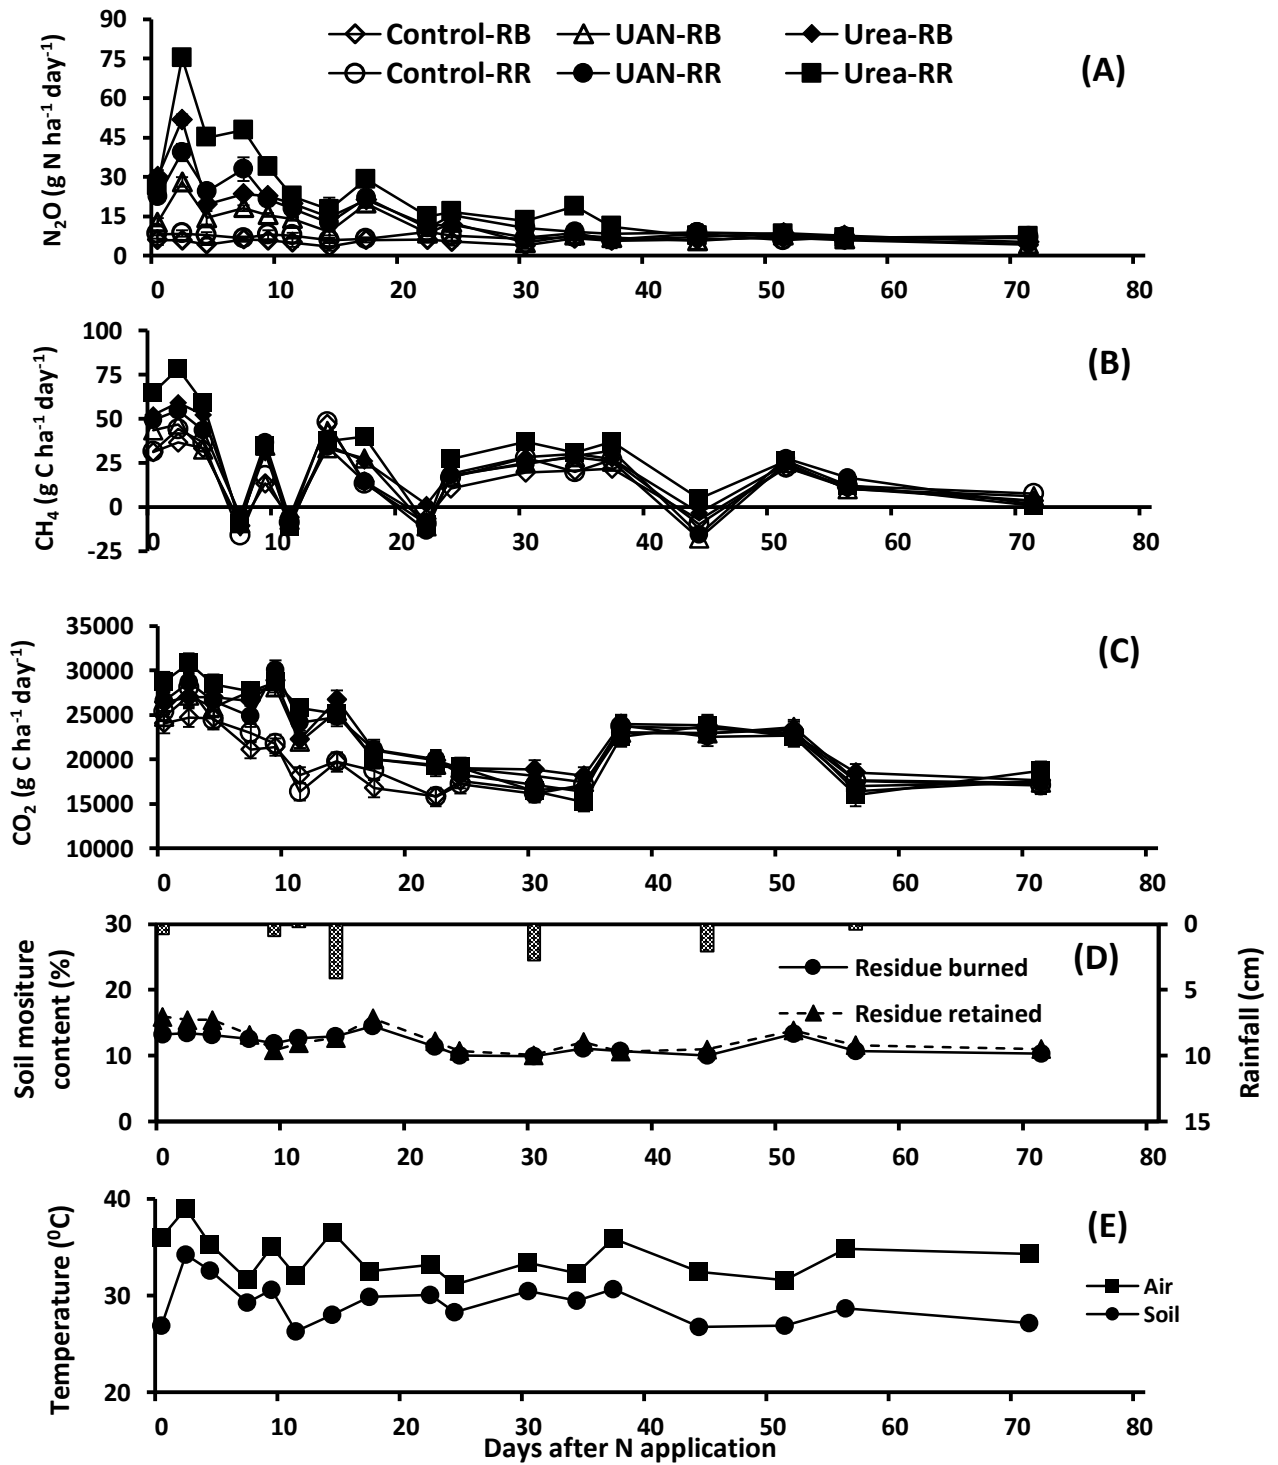 90
75
60
45
30
15
0
N₂O (g N ha⁻¹ day⁻¹)
Control-RB UAN-RB Urea-RB
Control-RR UAN-RR Urea-RR
(A)
0 10 20 30 40 50 60 70 80
100
75
50
25
0
-25
CH₄ (g C ha⁻¹ day⁻¹)
(B)
0 10 20 30 40 50 60 70 80
35000
30000
25000
20000
15000
10000
CO₂ (g C ha⁻¹ day⁻¹)
(C)
0 10 20 30 40 50 60 70 80
30
20
10
0
Soil mositure
content (%)
Residue burned
Residue retained
(D)
0
5
10
15
Rainfall (cm)
0 10 20 30 40 50 60 70 80
40
30
20
Temperature (⁰C)
(E)
Air
Soil
0 10 20 30 40 50 60 70 80
Days after N application